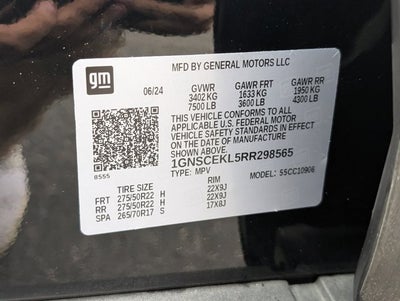 MFD BY GENERAL MOTORS LLC
gm
06/24
GVWR GAWR FRT GAWR RR
3402 KG 1633 KG 1950 KG
7500 LB 3600 LB 4300 LB
THIS VEHICLE CONFORMS TO ALL
APPLICABLE U.S. FEDERAL MOTOR
VEHICLE SAFETY STANDARDS IN EFFECT ON
THE DATE OF MANUFACTURE SHOWN ABOVE.
1GNSCEKL5RR298565
TYPE: MPV MODEL: 55CC10906
8555
TIRE SIZE RIM
FRT 275/50R22 H 22X9J
RR 275/50R22 H 22X9J
SPA 265/70R17 S 17X8J